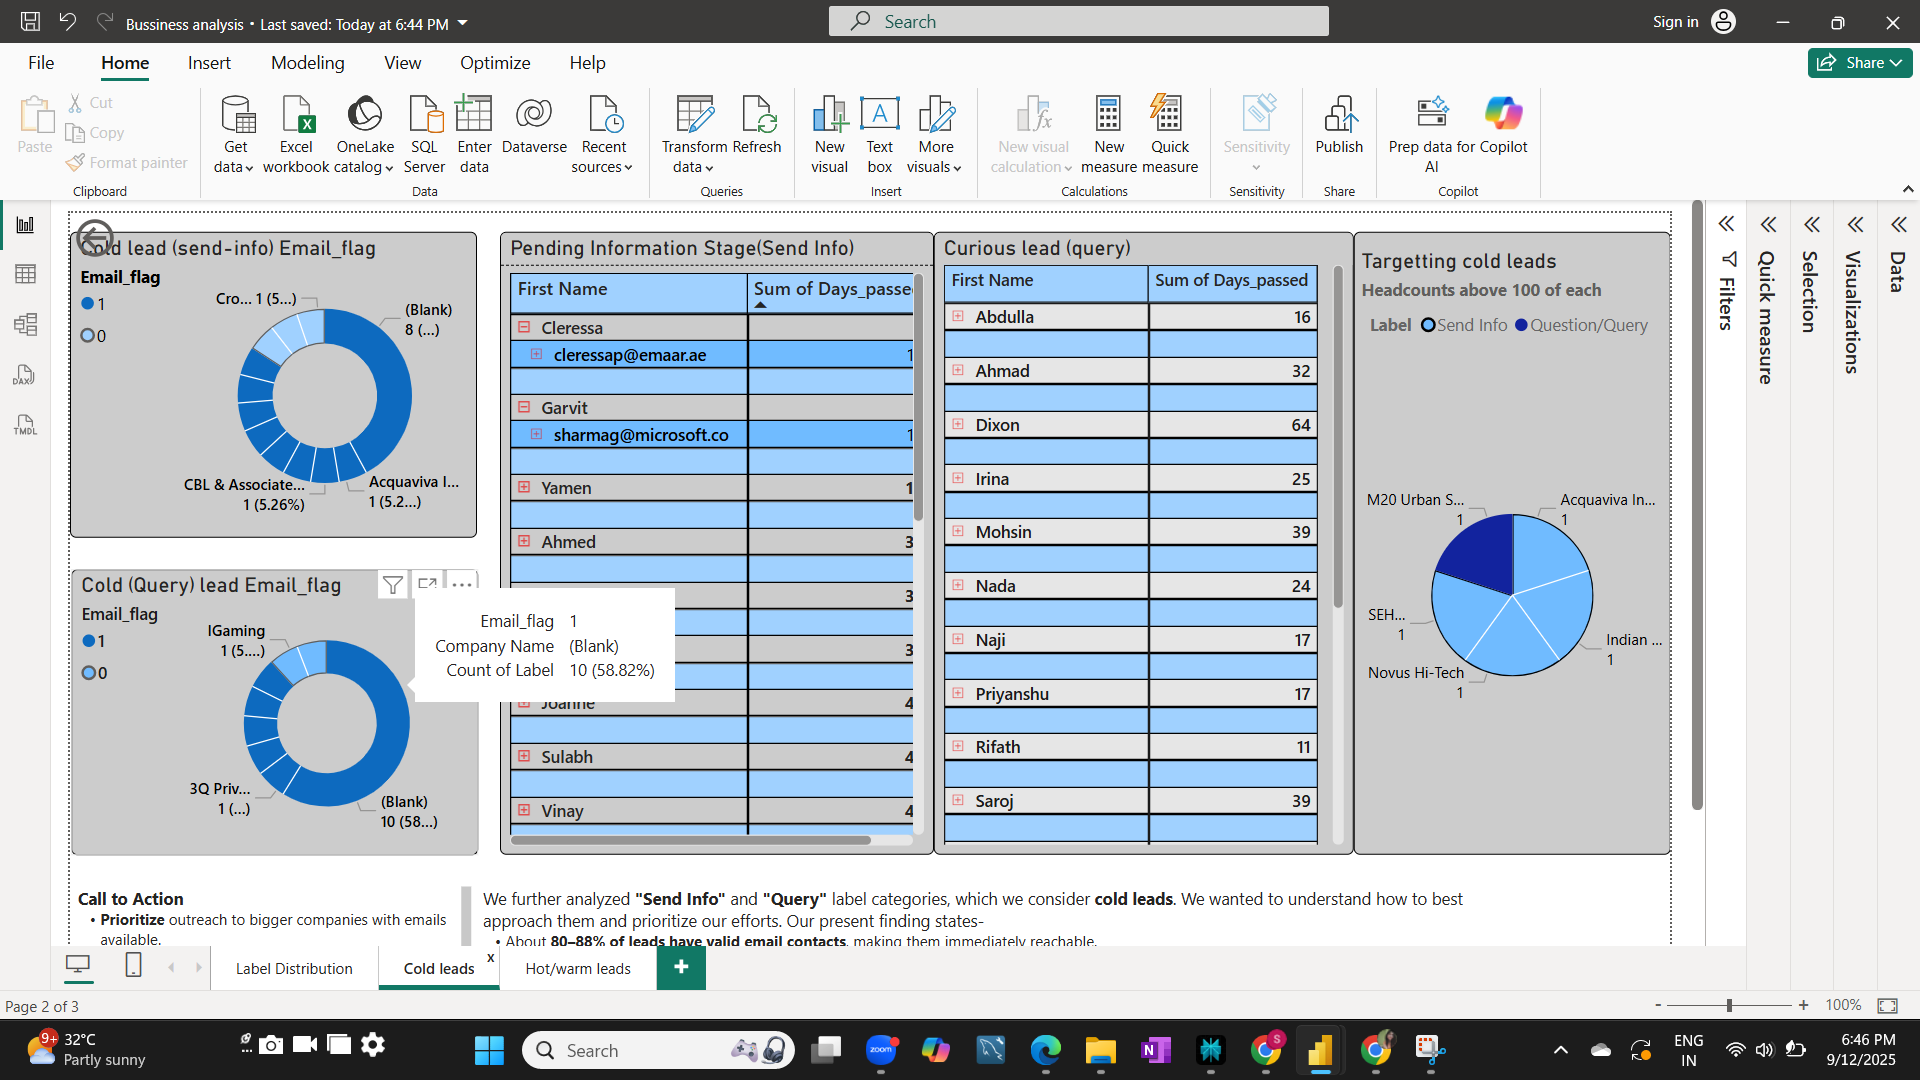 Bussiness analysis • Last saved: Today at 6:44 PM
Search
Sign in
File
Home
Insert
Modeling
View
Optimize
Help
Share
Paste
Cut
Copy
Format painter
Clipboard
Get data
Excel workbook
OneLake catalog
SQL Server
Enter data
Dataverse
Recent sources
Data
Transform data
Refresh
Queries
New visual
Text box
More visuals
Insert
New visual calculation
New measure
Quick measure
Calculations
Sensitivity
Sensitivity
Publish
Share
Prep data for AI
Copilot
Copilot
DAX
TMDL
Cold lead (send-info) Email_flag
Email_flag
1
0
Cro... 1 (5...)
(Blank)
8 (...)
CBL & Associate...
1 (5.26%)
Acquaviva I...
1 (5.2...)
Cold (Query) lead Email_flag
Email_flag
1
0
IGaming
1 (5....)
3Q Priv...
1 (...)
(Blank)
10 (58...)
Email_flag 1
Company Name (Blank)
Count of Label 10 (58.82%)
Pending Information Stage(Send Info)
First Name Sum of Days_passe
Cleressa
cleressap@emaar.ae 1
Garvit
sharmag@microsoft.co 1
Yamen 1
Ahmed 3
3
3
Joanne 4
Sulabh 4
Vinay 4
Curious lead (query)
First Name Sum of Days_passed
Abdulla 16
Ahmad 32
Dixon 64
Irina 25
Mohsin 39
Nada 24
Naji 17
Priyanshu 17
Rifath 11
Saroj 39
Targetting cold leads
Headcounts above 100 of each
Label Send Info Question/Query
M20 Urban S...
1
Acquaviva In...
1
SEH...
1
Indian ...
1
Novus Hi-Tech
1
Filters
Quick measure
Selection
Visualizations
Data
Call to Action
• Prioritize outreach to bigger companies with emails
available.
We further analyzed "Send Info" and "Query" label categories, which we consider cold leads. We wanted to understand how to best
approach them and prioritize our efforts. Our present finding states-
• About 80–88% of leads have valid email contacts, making them immediately reachable.
Label Distribution
Cold leads
x
Hot/warm leads
+
Page 2 of 3
- + 100%
9+
32°C
Partly sunny
Search
zoom
N
S
ENG
IN
6:46 PM
9/12/2025